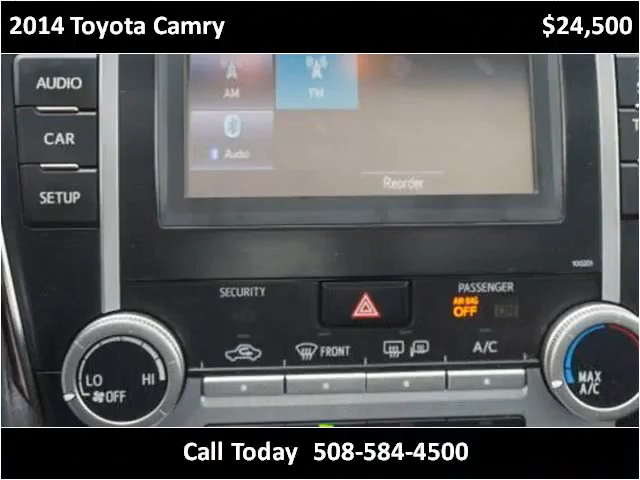 2014 Toyota Camry $24,500
AUDIO
AM FM
CAR
Audio
SETUP
Reorder
100201
SECURITY PASSENGER
AIR BAG
OFF
FRONT A/C
LO HI
OFF
MAX
A/C
Call Today 508-584-4500